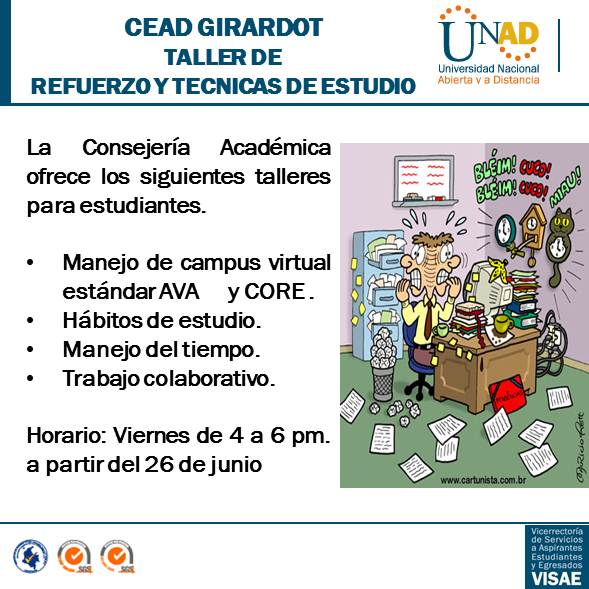 CEAD GIRARDOT
TALLER DE
REFUERZO Y TECNICAS DE ESTUDIO
UNAD
Universidad Nacional
Abierta y a Distancia
La Consejería Académica
ofrece los siguientes talleres
para estudiantes.
• Manejo de campus virtual
estándar AVA y CORE .
• Hábitos de estudio.
• Manejo del tiempo.
• Trabajo colaborativo.
Horario: Viernes de 4 a 6 pm.
a partir del 26 de junio
BLÉIM! CUCO!
BLÉIM! CUCO!
MIAU!
www.cartunista.com.br
Vicerrectoría
de Servicios
a Aspirantes
Estudiantes
y Egresados
VISAE